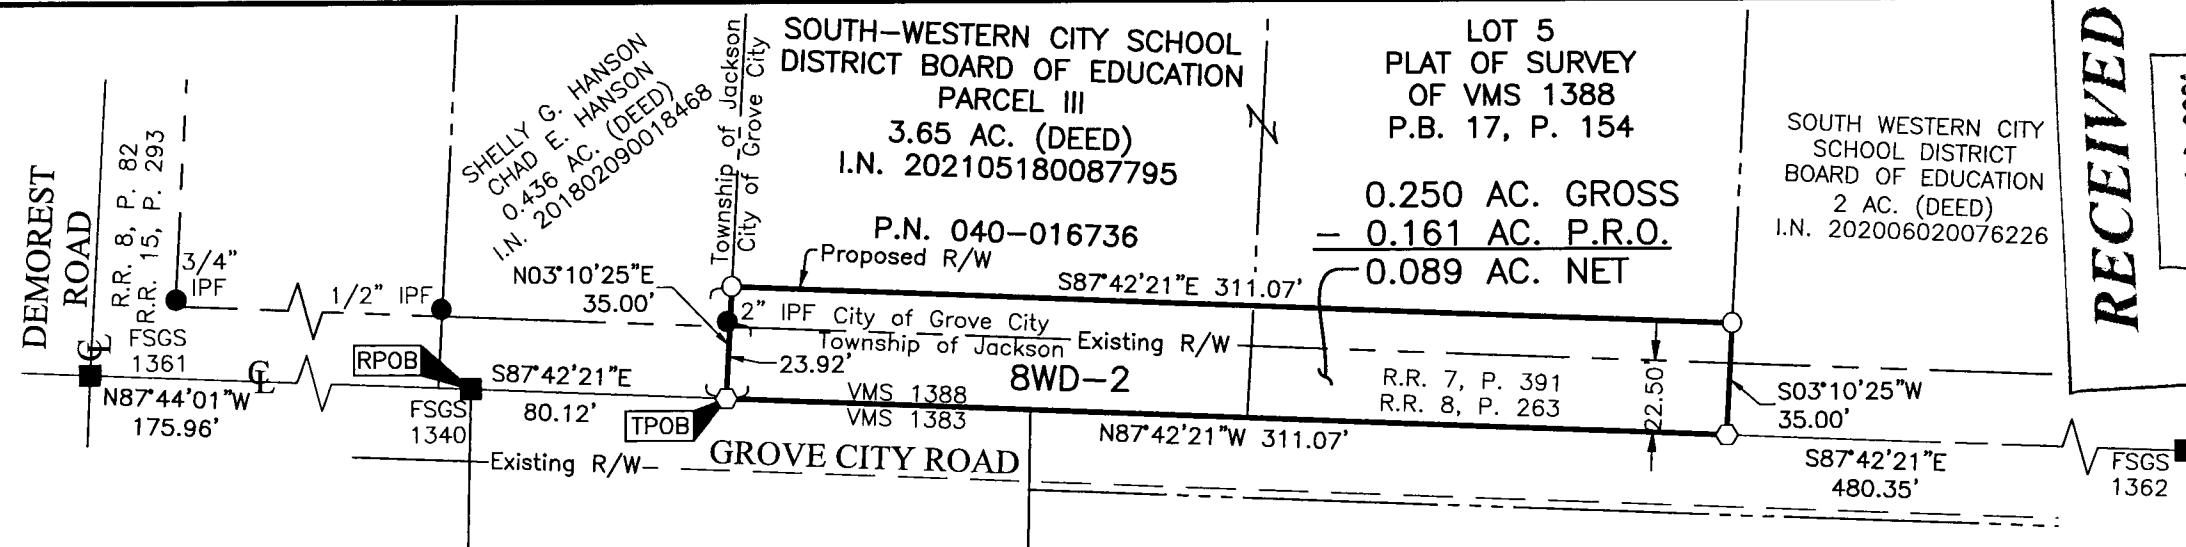 DEMOREST
ROAD
R.R. 8, P. 82
R.R. 15, P. 293
3/4"
IPF
FSGS
1361
CL
N87°44'01"W
175.96'
CL
1/2" IPF
RPOB
FSGS
1340
S87°42'21"E
80.12'
TPOB
SHELLY G. HANSON
CHAD E. HANSON
0.436 AC. (DEED)
I.N. 201802090018468
Township of Jackson
City of Grove City
N03°10'25"E
35.00'
SOUTH-WESTERN CITY SCHOOL
DISTRICT BOARD OF EDUCATION
PARCEL III
3.65 AC. (DEED)
I.N. 202105180087795
P.N. 040-016736
Proposed R/W
S87°42'21"E 311.07'
LOT 5
PLAT OF SURVEY
OF VMS 1388
P.B. 17, P. 154
0.250 AC. GROSS
- 0.161 AC. P.R.O.
0.089 AC. NET
2" IPF
City of Grove City
Township of Jackson
Existing R/W
23.92'
8WD-2
VMS 1388
VMS 1383
R.R. 7, P. 391
R.R. 8, P. 263
22.50'
N87°42'21"W 311.07'
Existing R/W
GROVE CITY ROAD
SOUTH WESTERN CITY
SCHOOL DISTRICT
BOARD OF EDUCATION
2 AC. (DEED)
I.N. 202006020076226
S03°10'25"W
35.00'
S87°42'21"E
480.35'
FSGS
1362
RECEIVED